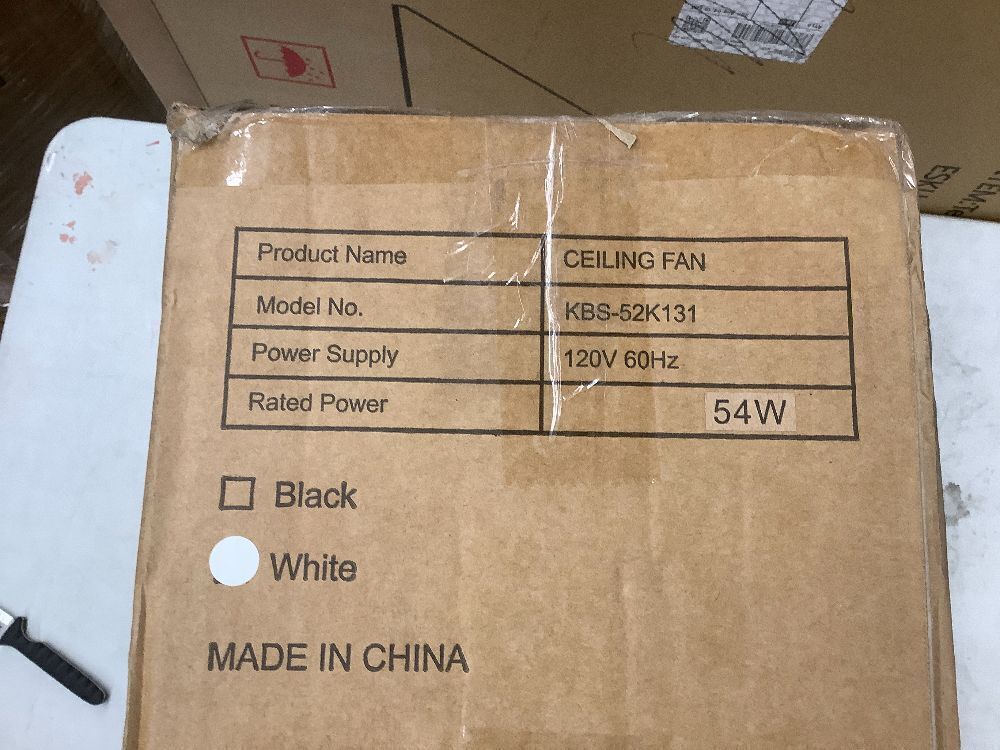 Product Name CEILING FAN
Model No. KBS-52K131
Power Supply 120V 60Hz
Rated Power 54W
Black
White
MADE IN CHINA